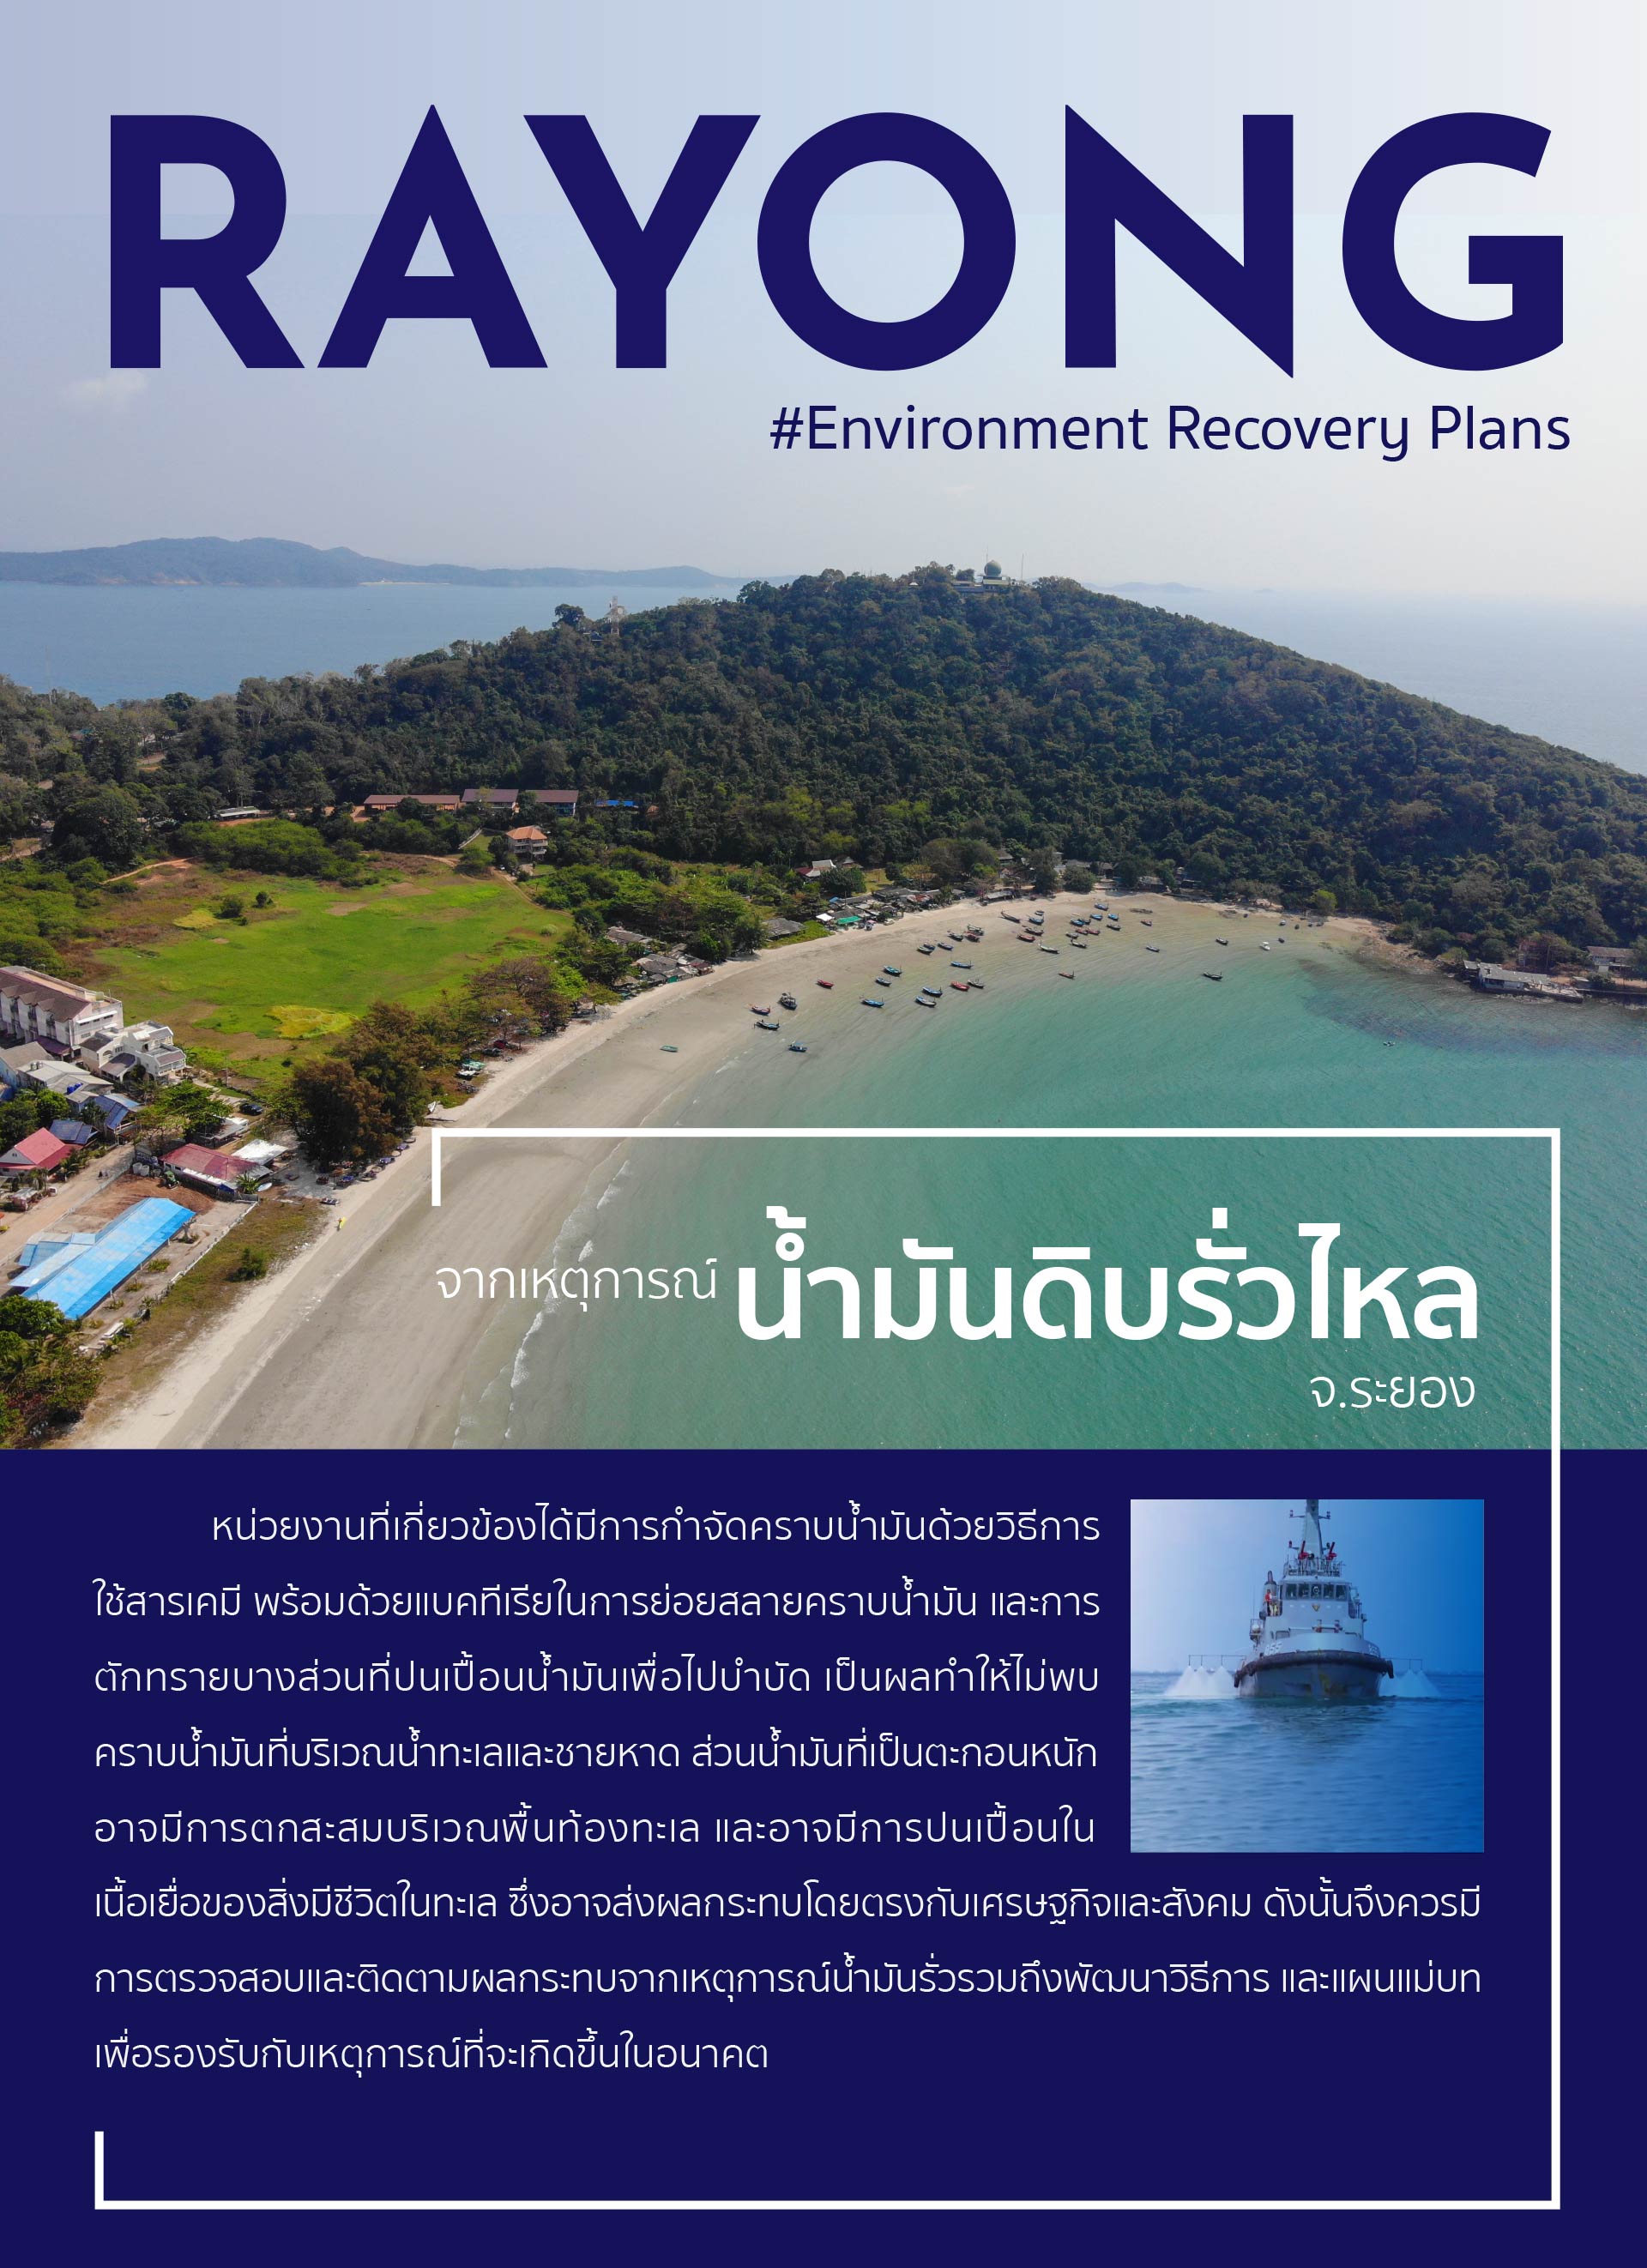 RAYONG
#Environment Recovery Plans
จากเหตุการณ์ น้ำมันดิบรั่วไหล
จ.ระยอง
หน่วยงานที่เกี่ยวข้องได้มีการกำจัดคราบน้ำมันด้วยวิธีการ
ใช้สารเคมี พร้อมด้วยแบคทีเรียในการย่อยสลายคราบน้ำมัน และการ
ตักทรายบางส่วนที่ปนเปื้อนน้ำมันเพื่อไปบำบัด เป็นผลทำให้ไม่พบ
คราบน้ำมันที่บริเวณน้ำทะเลและชายหาด ส่วนน้ำมันที่เป็นตะกอนหนัก
อาจมีการตกสะสมบริเวณพื้นท้องทะเล และอาจมีการปนเปื้อนใน
เนื้อเยื่อของสิ่งมีชีวิตในทะเล ซึ่งอาจส่งผลกระทบโดยตรงกับเศรษฐกิจและสังคม ดังนั้นจึงควรมี
การตรวจสอบและติดตามผลกระทบจากเหตุการณ์น้ำมันรั่วรวมถึงพัฒนาวิธีการ และแผนแม่บท
เพื่อรองรับกับเหตุการณ์ที่จะเกิดขึ้นในอนาคต